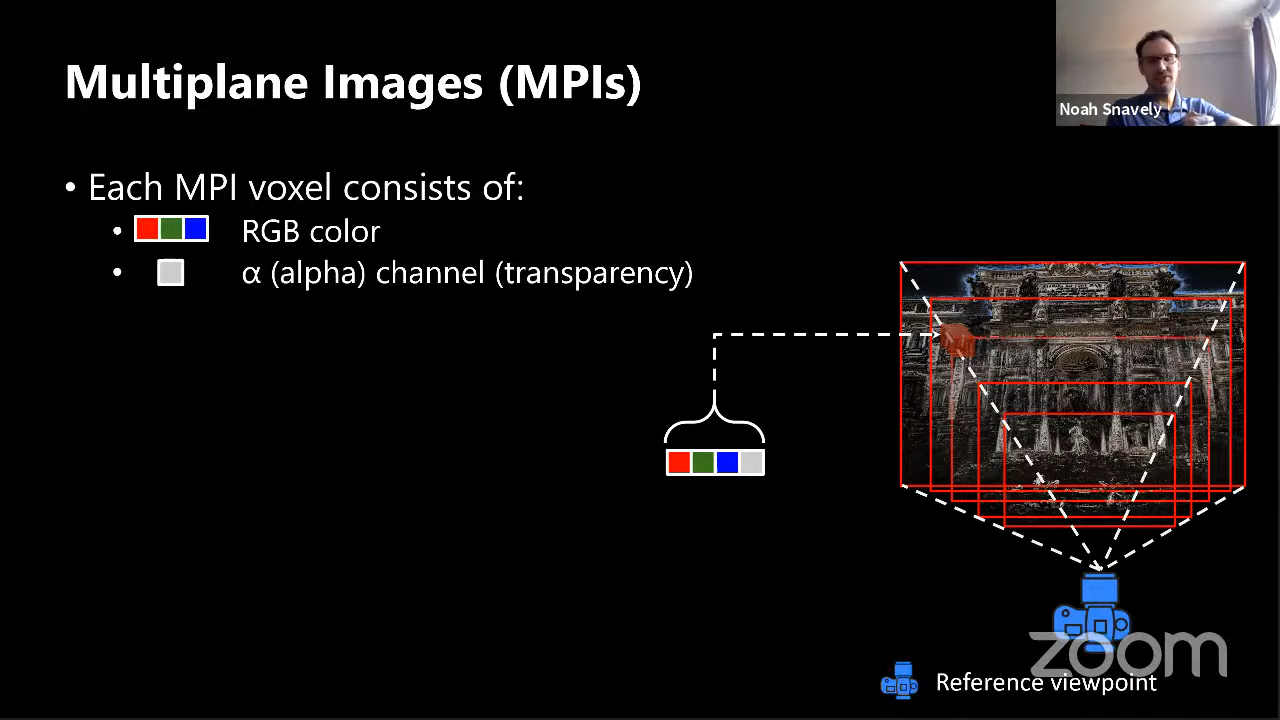 Multiplane Images (MPIs)
Noah Snavely
• Each MPI voxel consists of:
• RGB color
• α (alpha) channel (transparency)
zoom
Reference viewpoint